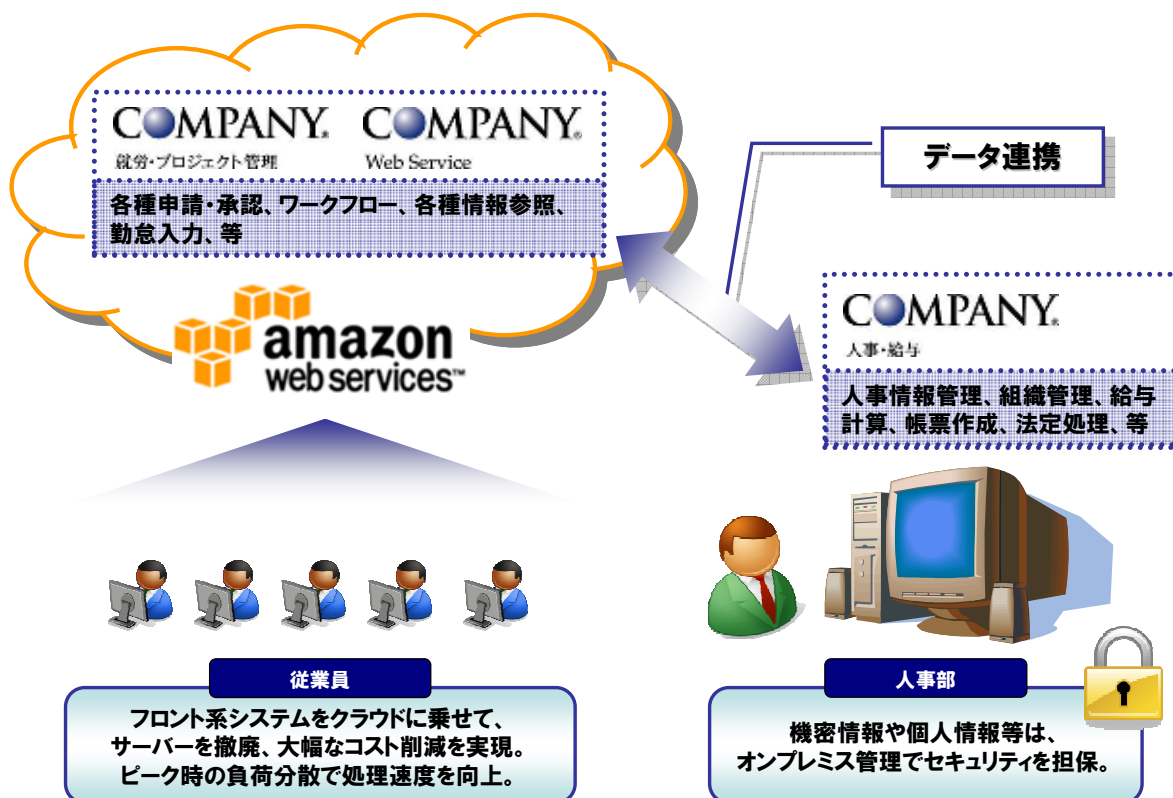 COMPANY®
就労・プロジェクト管理
COMPANY®
Web Service
各種申請・承認、ワークフロー、各種情報参照、
勤怠入力、等
amazon
web services™
データ連携
COMPANY®
人事・給与
人事情報管理、組織管理、給与
計算、帳票作成、法定処理、等
従業員
フロント系システムをクラウドに乗せて、
サーバーを撤廃、大幅なコスト削減を実現。
ピーク時の負荷分散で処理速度を向上。
人事部
機密情報や個人情報等は、
オンプレミス管理でセキュリティを担保。